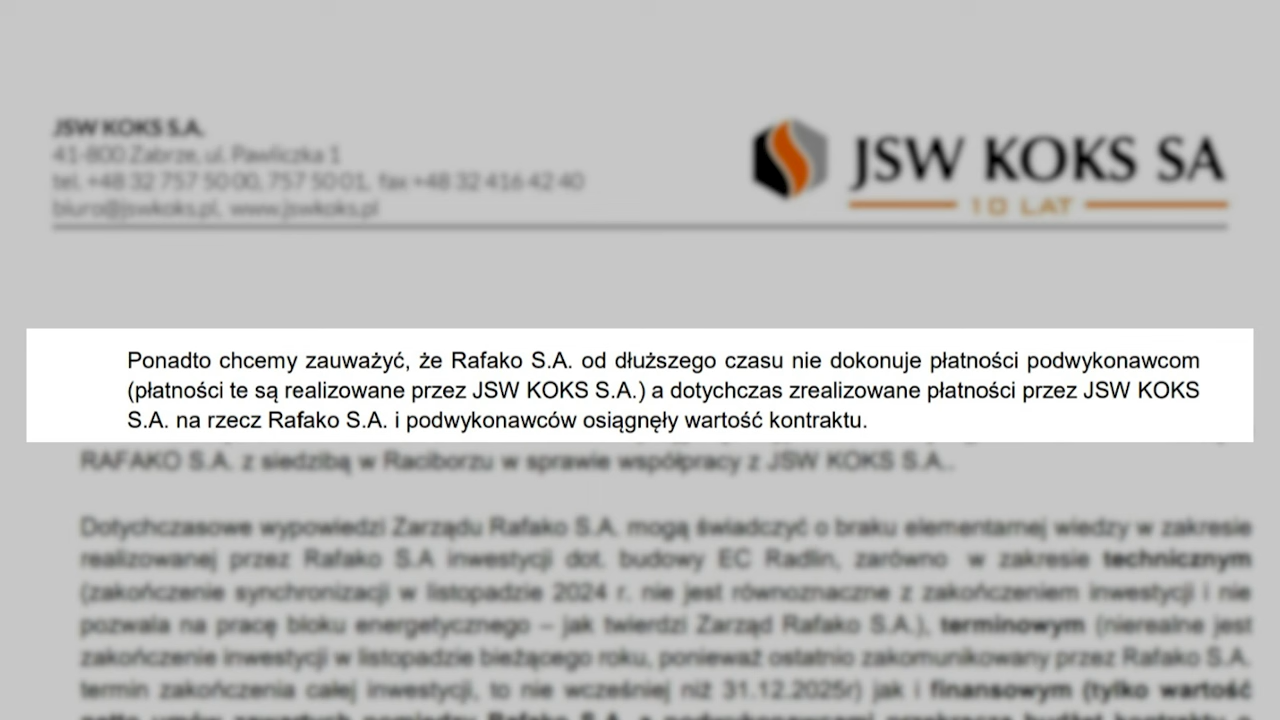 JSW KOKS S.A.
41-800 Zabrze, ul. Pawliczka 1
tel. +48 32 757 50 00, 757 50 01, fax +48 32 416 42 40
biuro@jswkoks.pl, www.jswkoks.pl
JSW KOKS SA
10 LAT
Ponadto chcemy zauważyć, że Rafako S.A. od dłuższego czasu nie dokonuje płatności podwykonawcom
(płatności te są realizowane przez JSW KOKS S.A.) a dotychczas zrealizowane płatności przez JSW KOKS
S.A. na rzecz Rafako S.A. i podwykonawców osiągnęły wartość kontraktu.
RAFAKO S.A. z siedzibą w Raciborzu w sprawie współpracy z JSW KOKS S.A..
Dotychczasowe wypowiedzi Zarządu Rafako S.A. mogą świadczyć o braku elementarnej wiedzy w zakresie
realizowanej przez Rafako S.A inwestycji dot. budowy EC Radlin, zarówno w zakresie technicznym
(zakończenie synchronizacji w listopadzie 2024 r. nie jest równoznaczne z zakończeniem inwestycji i nie
pozwala na pracę bloku energetycznego – jak twierdzi Zarząd Rafako S.A.), terminowym (nierealne jest
zakończenie inwestycji w listopadzie bieżącego roku, ponieważ ostatnio zakomunikowany przez Rafako S.A.
termin zakończenia całej inwestycji, to nie wcześniej niż 31.12.2025r) jak i finansowym (tylko wartość